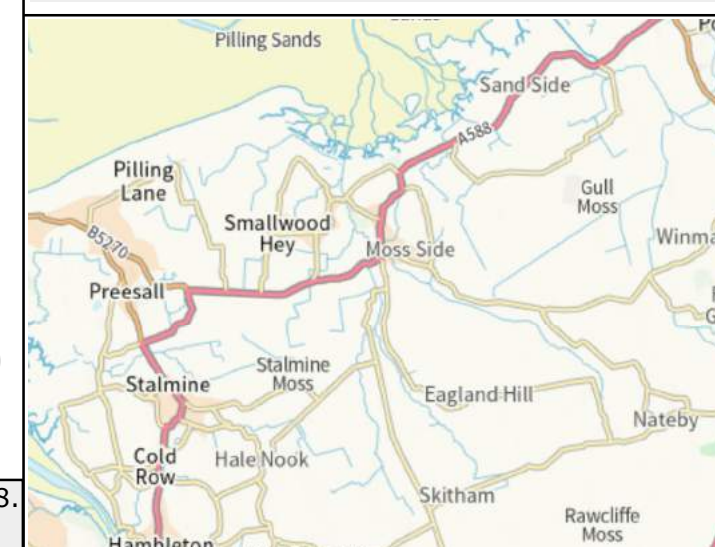 Pilling Sands
Sand Side
A588
Pilling
Lane
Gull
Moss
Smallwood
Hey
B5270
Moss Side
Preesall
Stalmine
Moss
Stalmine
Eagland Hill
Nateby
Cold
Row
Hale Nook
Skitham
8.
Rawcliffe
Moss
Hambleton